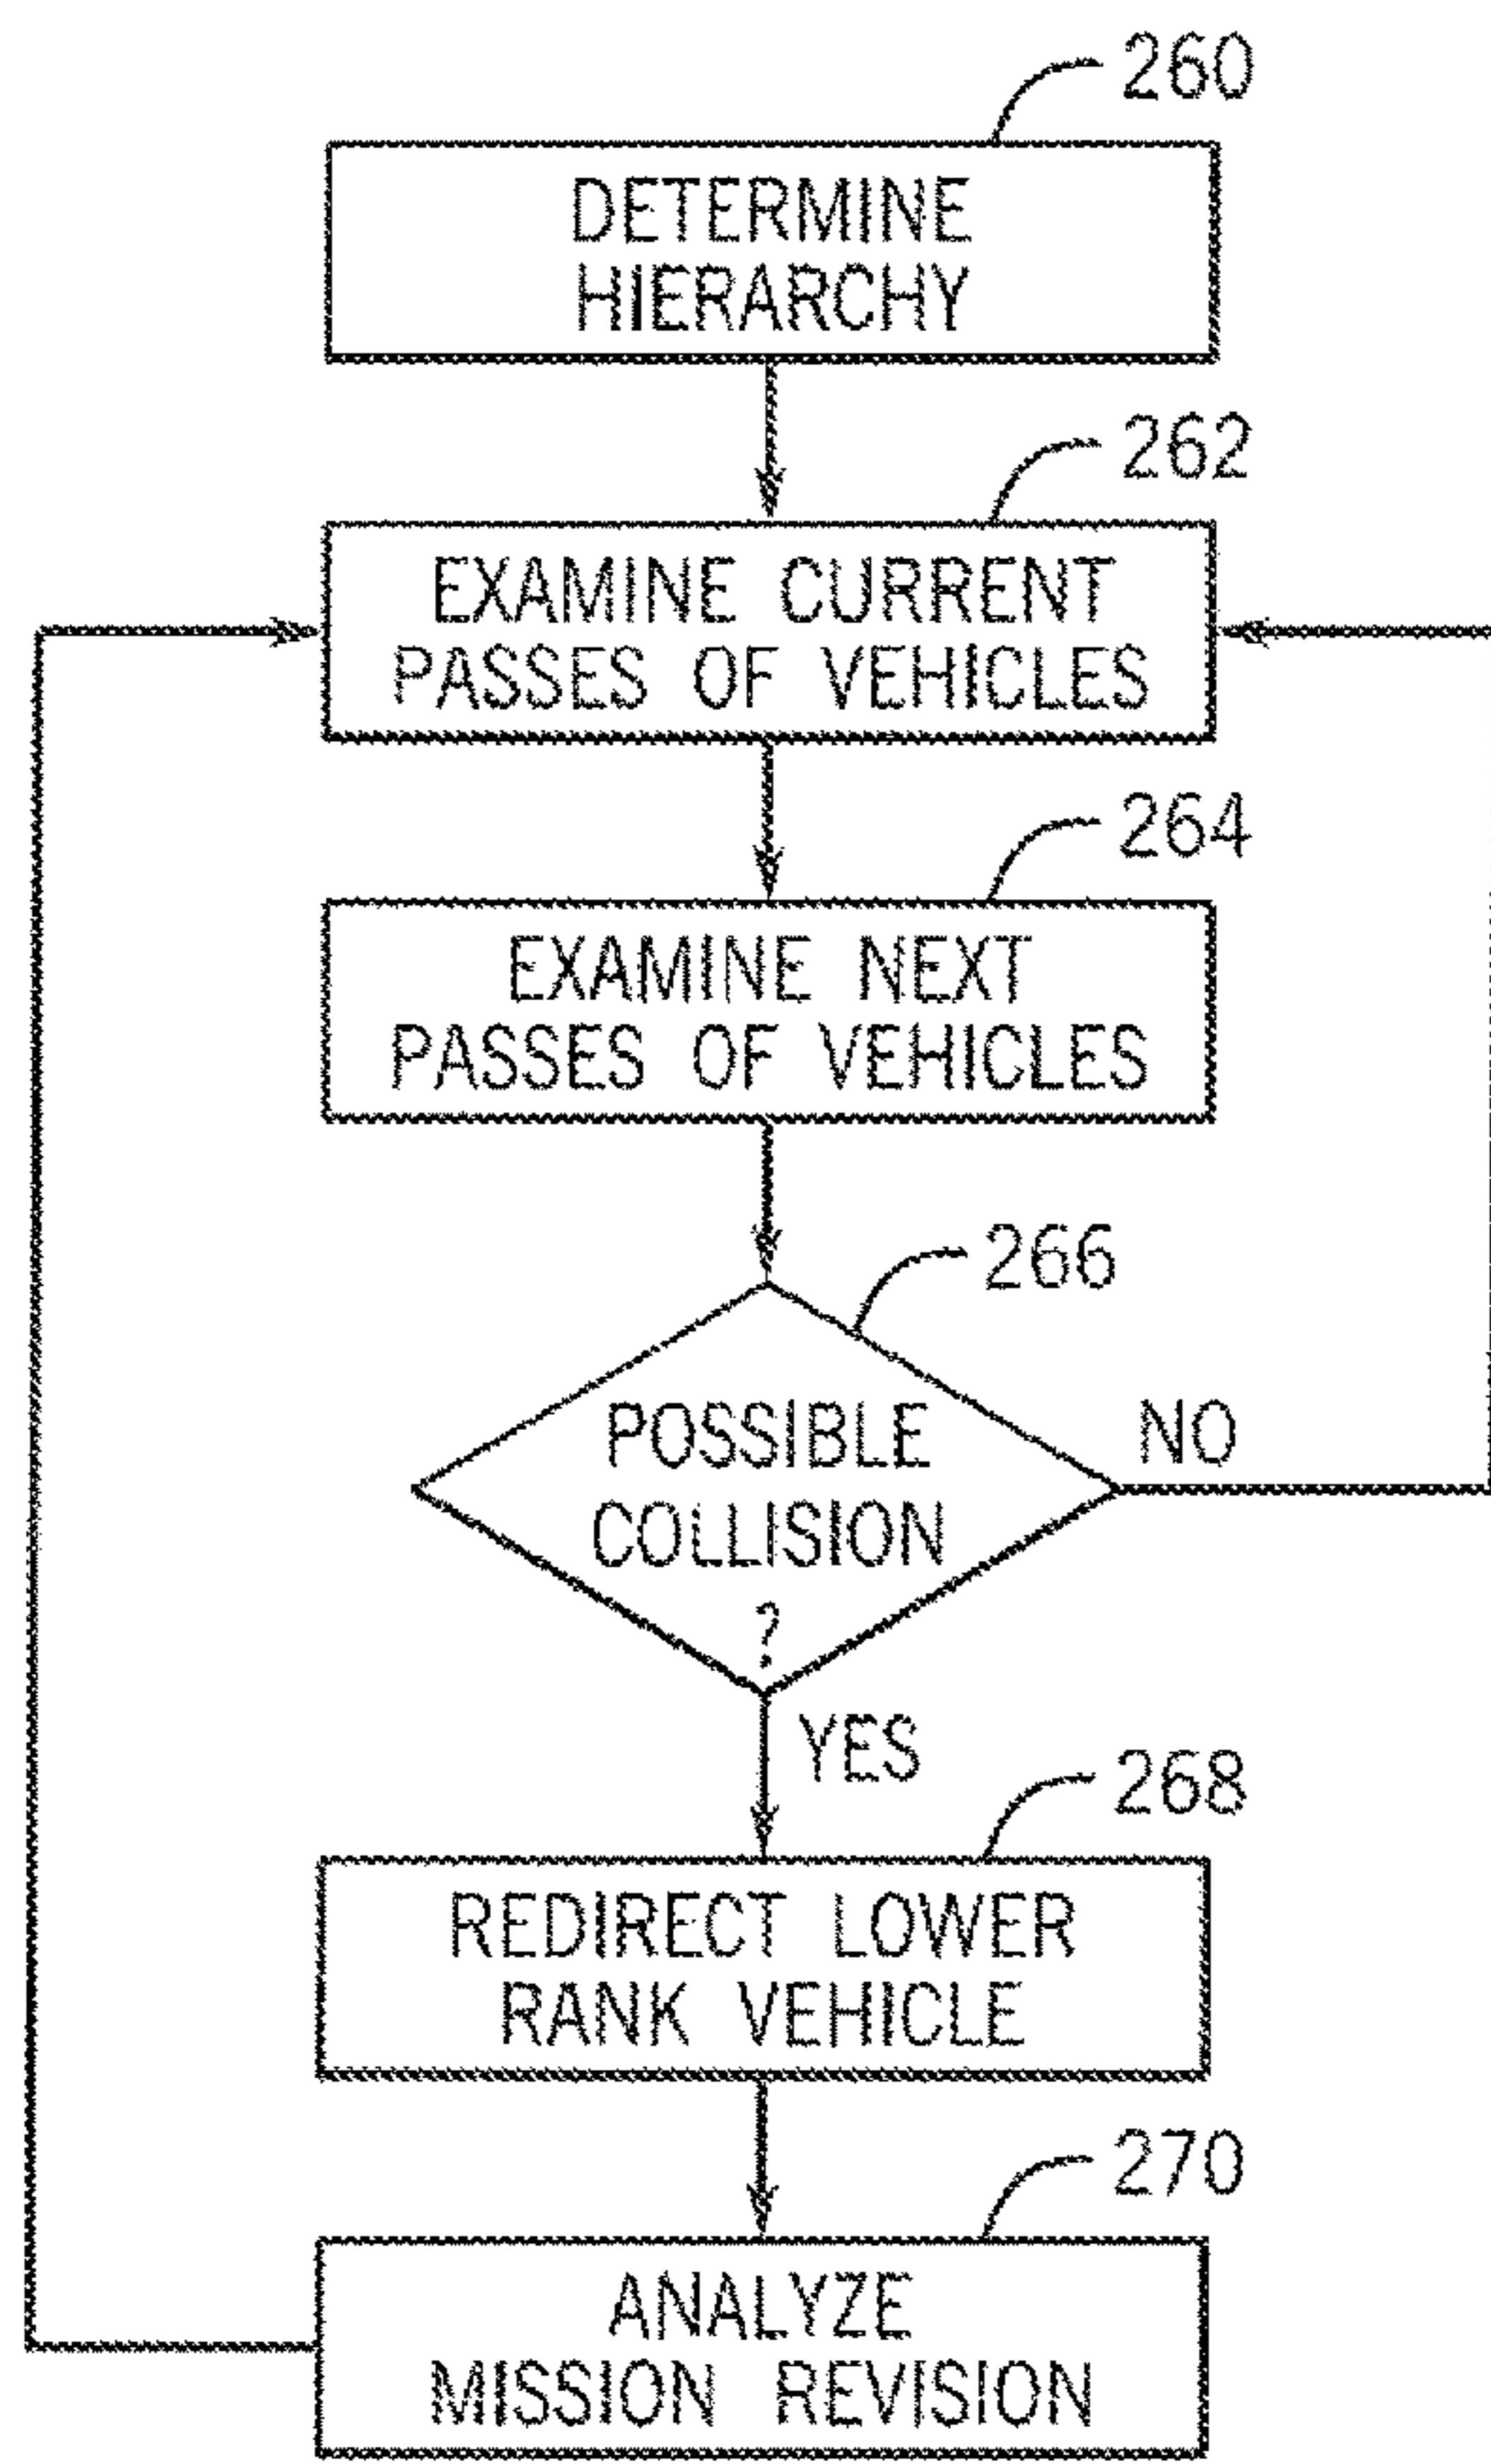 260
DETERMINE
HIERARCHY
262
EXAMINE CURRENT
PASSES OF VEHICLES
264
EXAMINE NEXT
PASSES OF VEHICLES
266
POSSIBLE
COLLISION
?
NO
YES
268
REDIRECT LOWER
RANK VEHICLE
270
ANALYZE
MISSION REVISION